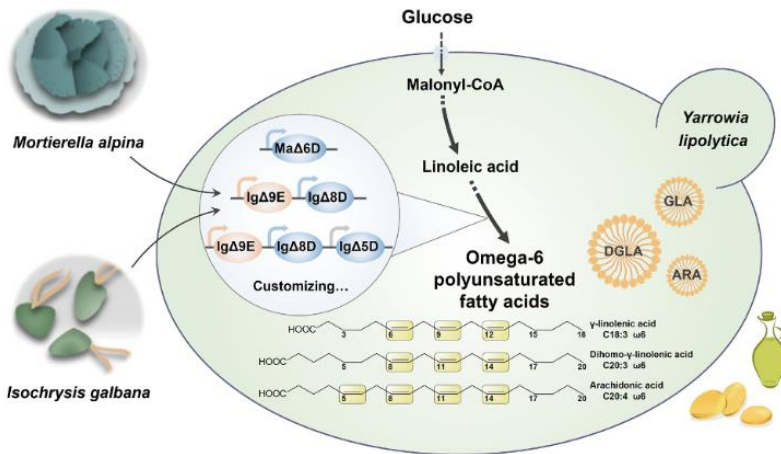 Glucose
Malonyl-CoA
Mortierella alpina
Yarrowia
lipolytica
MaΔ6D
Linoleic acid
IgΔ9E IgΔ8D
GLA
IgΔ9E IgΔ8D IgΔ5D
DGLA
ARA
Customizing...
Omega-6
polyunsaturated
fatty acids
Isochrysis galbana
HOOC 3 6 9 12 15 18 γ-linolenic acid
C18:3 ω6
HOOC 5 8 11 14 17 20 Dihomo-γ-linolenic acid
C20:3 ω6
HOOC 5 8 11 14 17 20 Arachidonic acid
C20:4 ω6